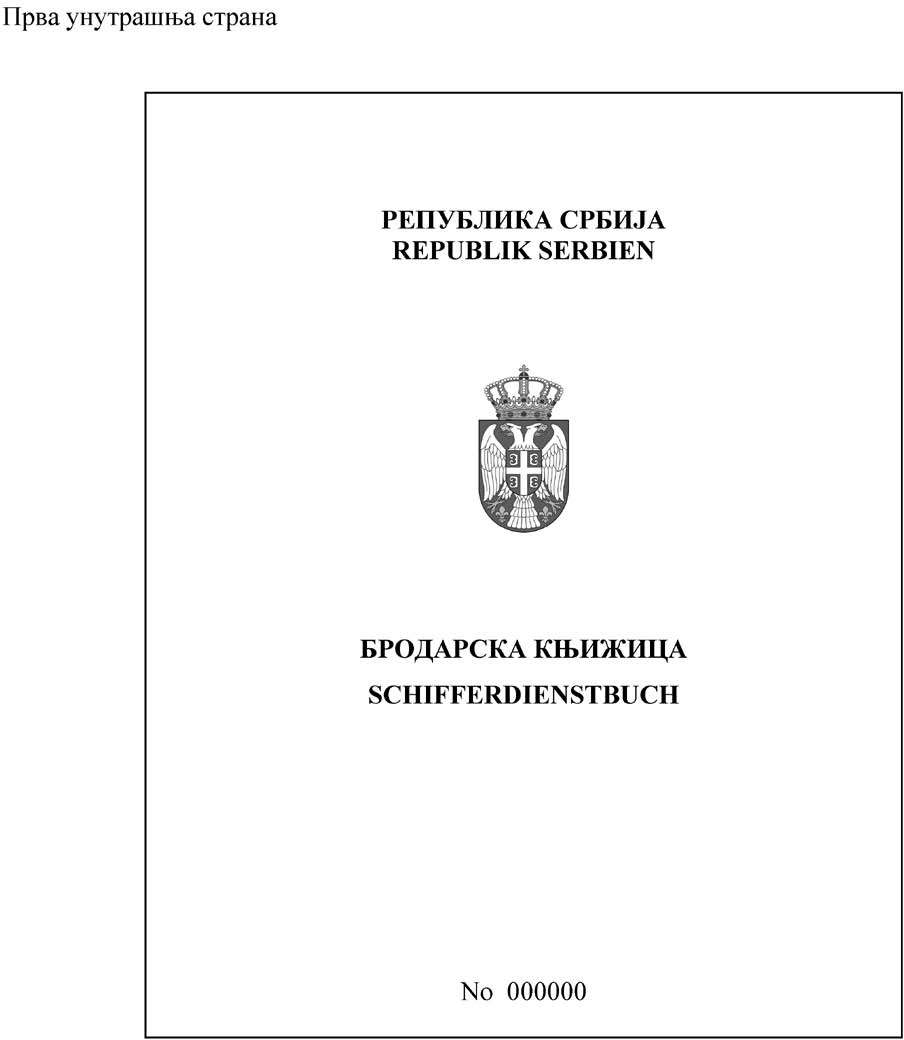 Прва унутрашња страна
РЕПУБЛИКА СРБИЈА
REPUBLIK SERBIEN
БРОДАРСКА КЊИЖИЦА
SCHIFFERDIENSTBUCH
No 000000